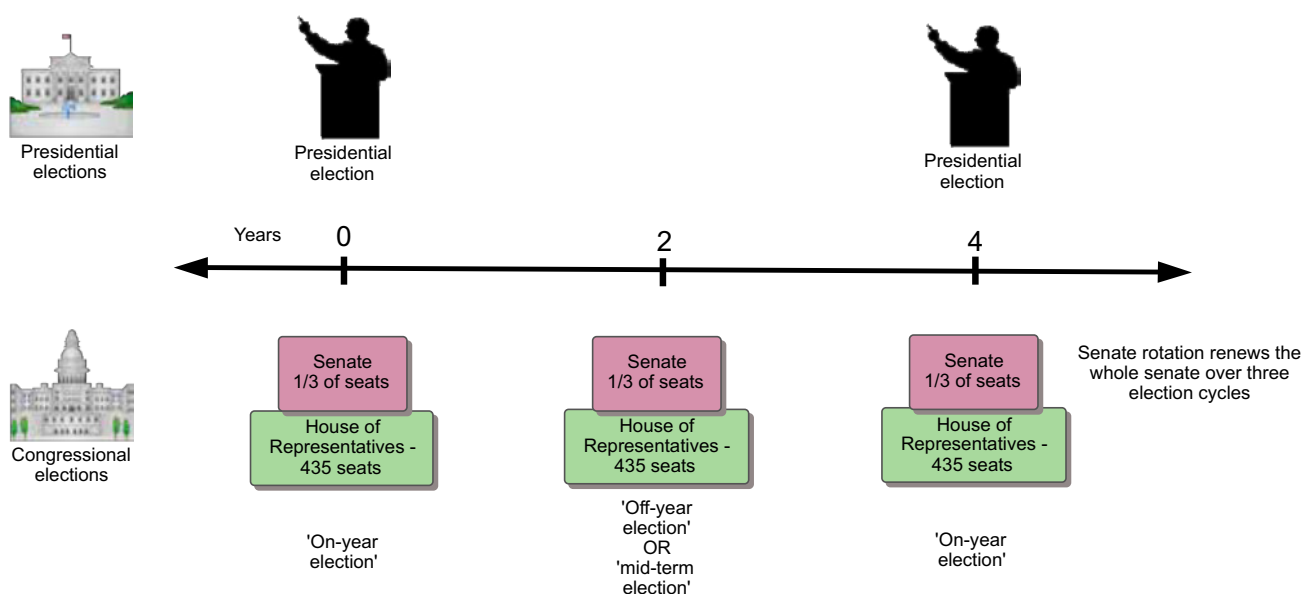 Presidential
elections
Presidential
election
Presidential
election
Years
0
2
4
Congressional
elections
Senate
1/3 of seats
House of
Representatives -
435 seats
'On-year
election'
Senate
1/3 of seats
House of
Representatives -
435 seats
'Off-year
election'
OR
'mid-term
election'
Senate
1/3 of seats
House of
Representatives -
435 seats
'On-year
election'
Senate rotation renews the
whole senate over three
election cycles